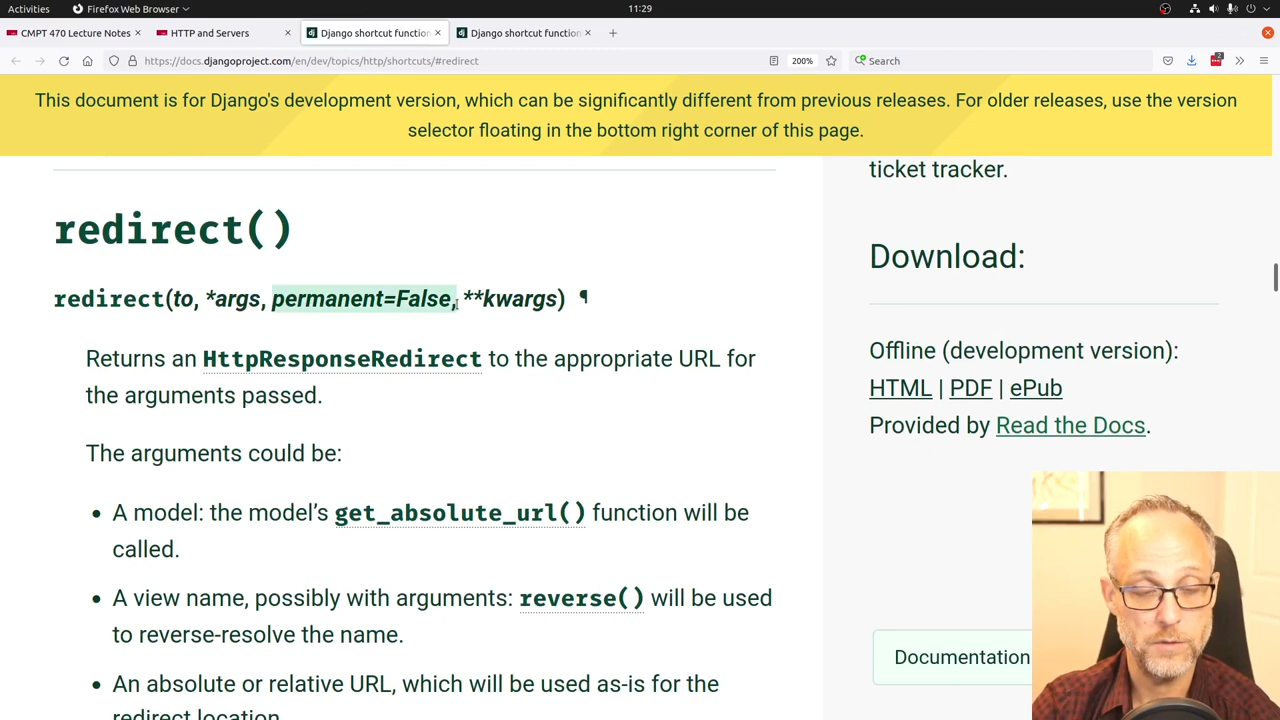 Activities
Firefox Web Browser
11:29
CMPT 470 Lecture Notes
HTTP and Servers
Django shortcut function
Django shortcut function
https://docs.djangoproject.com/en/dev/topics/http/shortcuts/#redirect
200%
Search
2
This document is for Django's development version, which can be significantly different from previous releases. For older releases, use the version
selector floating in the bottom right corner of this page.
ticket tracker.
redirect()
redirect(to, *args, permanent=False, **kwargs) ¶
Returns an HttpResponseRedirect to the appropriate URL for
the arguments passed.
The arguments could be:
• A model: the model’s get_absolute_url() function will be
called.
• A view name, possibly with arguments: reverse() will be used
to reverse-resolve the name.
• An absolute or relative URL, which will be used as-is for the
redirect location.
Download:
Offline (development version):
HTML | PDF | ePub
Provided by Read the Docs.
Documentation